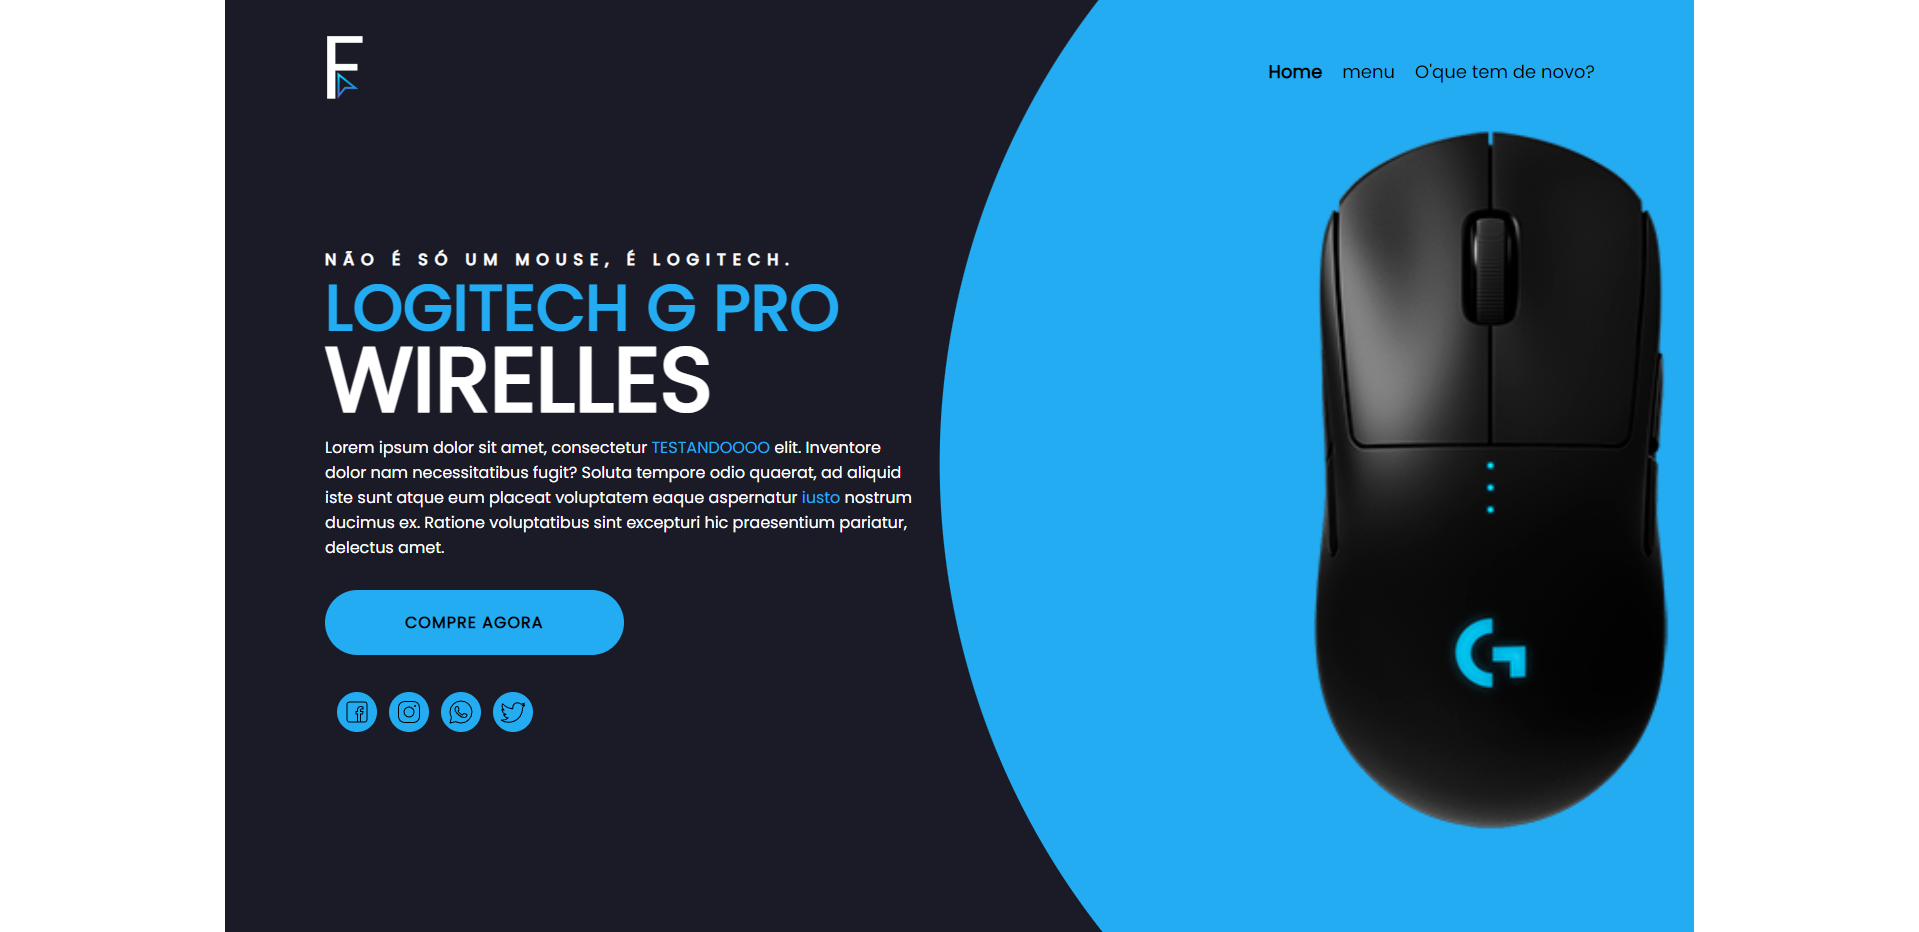 F
Home menu O'que tem de novo?
NÃO É SÓ UM MOUSE, É LOGITECH.
LOGITECH G PRO
WIRELLES
Lorem ipsum dolor sit amet, consectetur TESTANDOOOO elit. Inventore
dolor nam necessitatibus fugit? Soluta tempore odio quaerat, ad aliquid
iste sunt atque eum placeat voluptatem eaque aspernatur iusto nostrum
ducimus ex. Ratione voluptatibus sint excepturi hic praesentium pariatur,
delectus amet.
COMPRE AGORA
G